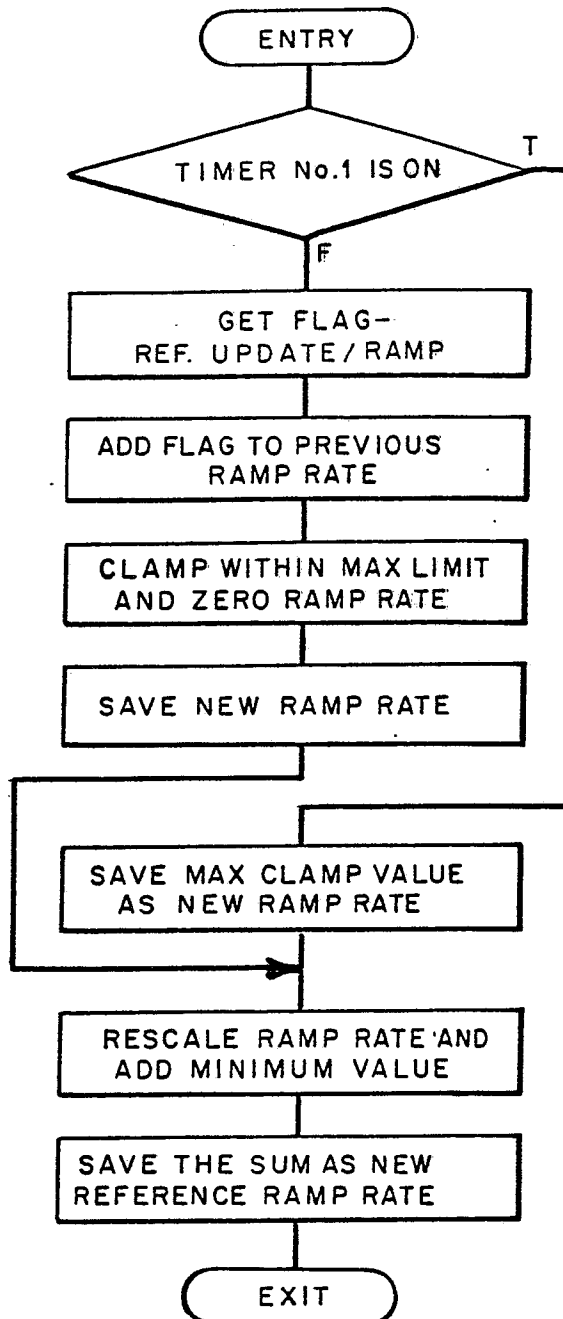 ENTRY
TIMER No.1 IS ON
T
F
GET FLAG-
REF. UPDATE/RAMP
ADD FLAG TO PREVIOUS
RAMP RATE
CLAMP WITHIN MAX LIMIT
AND ZERO RAMP RATE
SAVE NEW RAMP RATE
SAVE MAX CLAMP VALUE
AS NEW RAMP RATE
RESCALE RAMP RATE AND
ADD MINIMUM VALUE
SAVE THE SUM AS NEW
REFERENCE RAMP RATE
EXIT